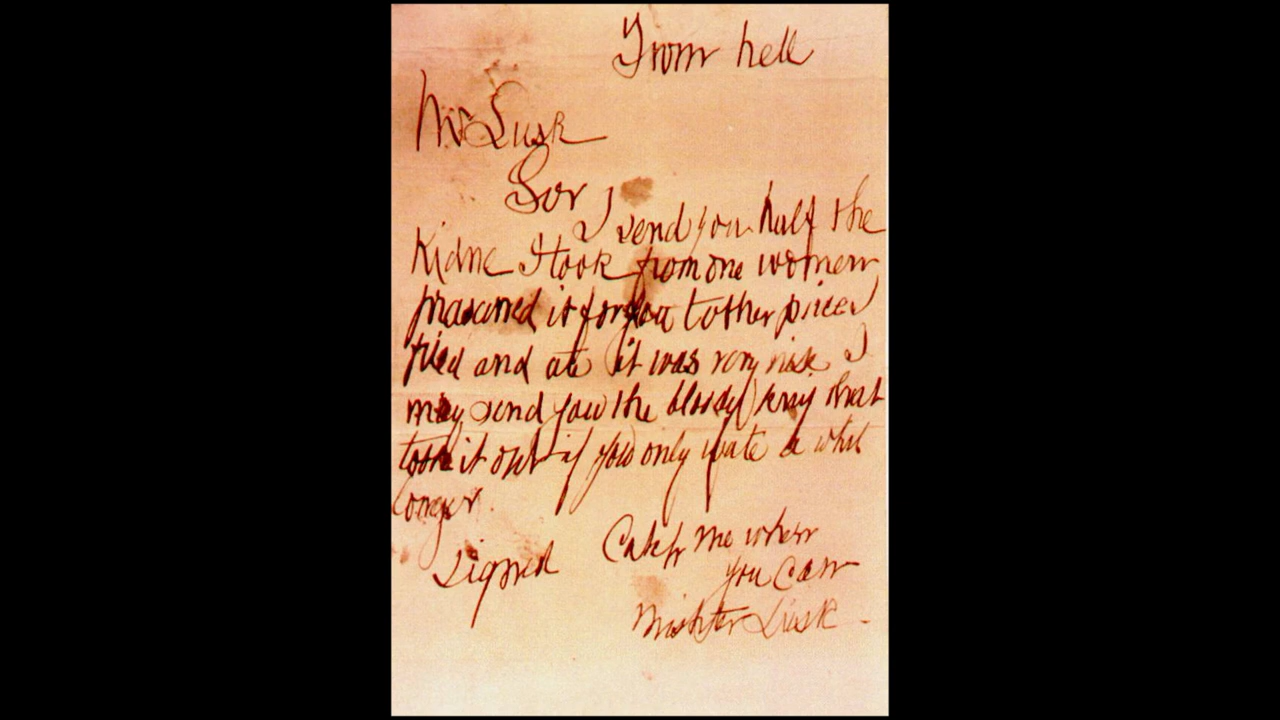 From hell
Mr Lusk
Sor
I send you half the
Kidne I took from one women
prasarved it for you tother piece I
fried and ate it was very nise I
may send you the bloody knif that
took it out if you only wate a whil
longer
signed
Catch me when
you can
Mishter Lusk